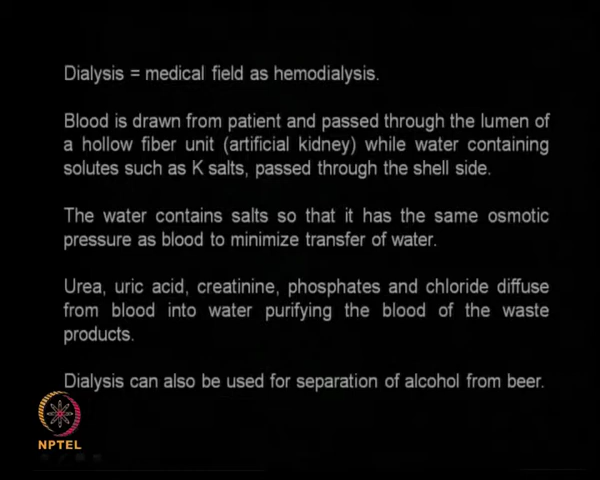 Dialysis = medical field as hemodialysis.
Blood is drawn from patient and passed through the lumen of
a hollow fiber unit (artificial kidney) while water containing
solutes such as K salts, passed through the shell side.
The water contains salts so that it has the same osmotic
pressure as blood to minimize transfer of water.
Urea, uric acid, creatinine, phosphates and chloride diffuse
from blood into water purifying the blood of the waste
products.
Dialysis can also be used for separation of alcohol from beer.
NPTEL